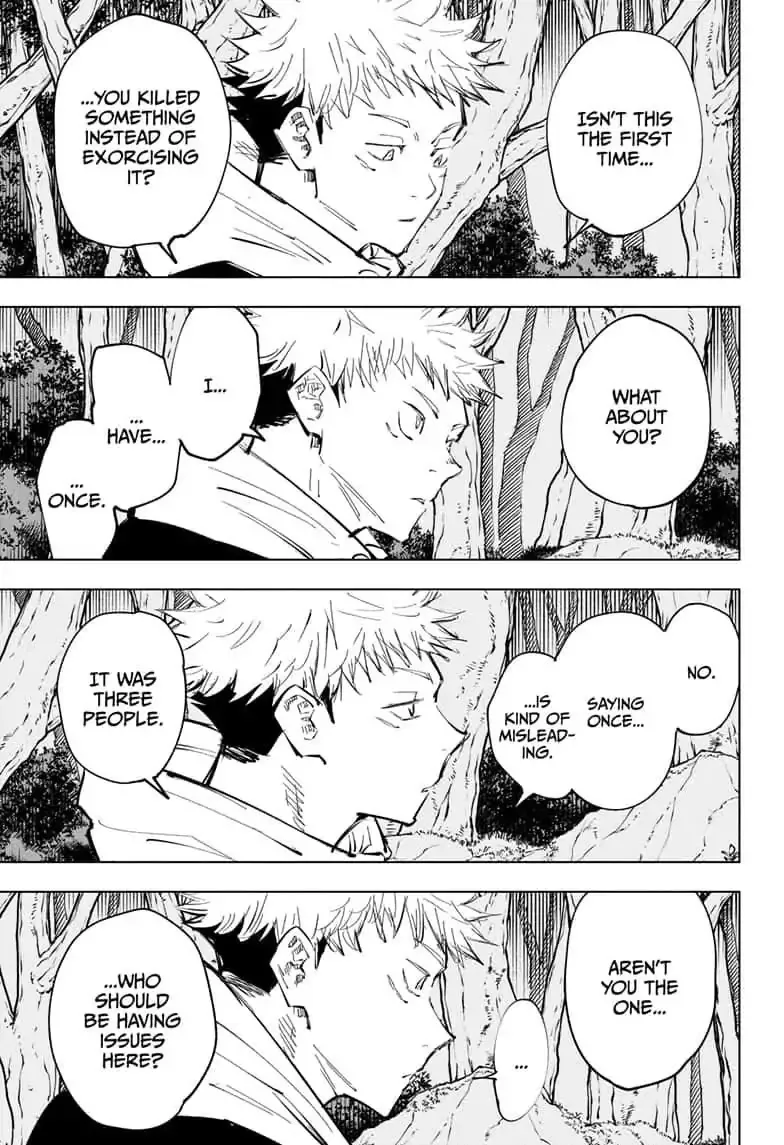 ISN'T THIS
THE FIRST
TIME...
...YOU KILLED
SOMETHING
INSTEAD OF
EXORCISING
IT?
WHAT
ABOUT
YOU?
I...
...
HAVE...
...
ONCE.
NO.
SAYING
ONCE...
...IS
KIND OF
MISLEAD-
ING.
IT WAS
THREE
PEOPLE.
AREN'T
YOU THE
ONE...
...
...WHO
SHOULD
BE HAVING
ISSUES
HERE?